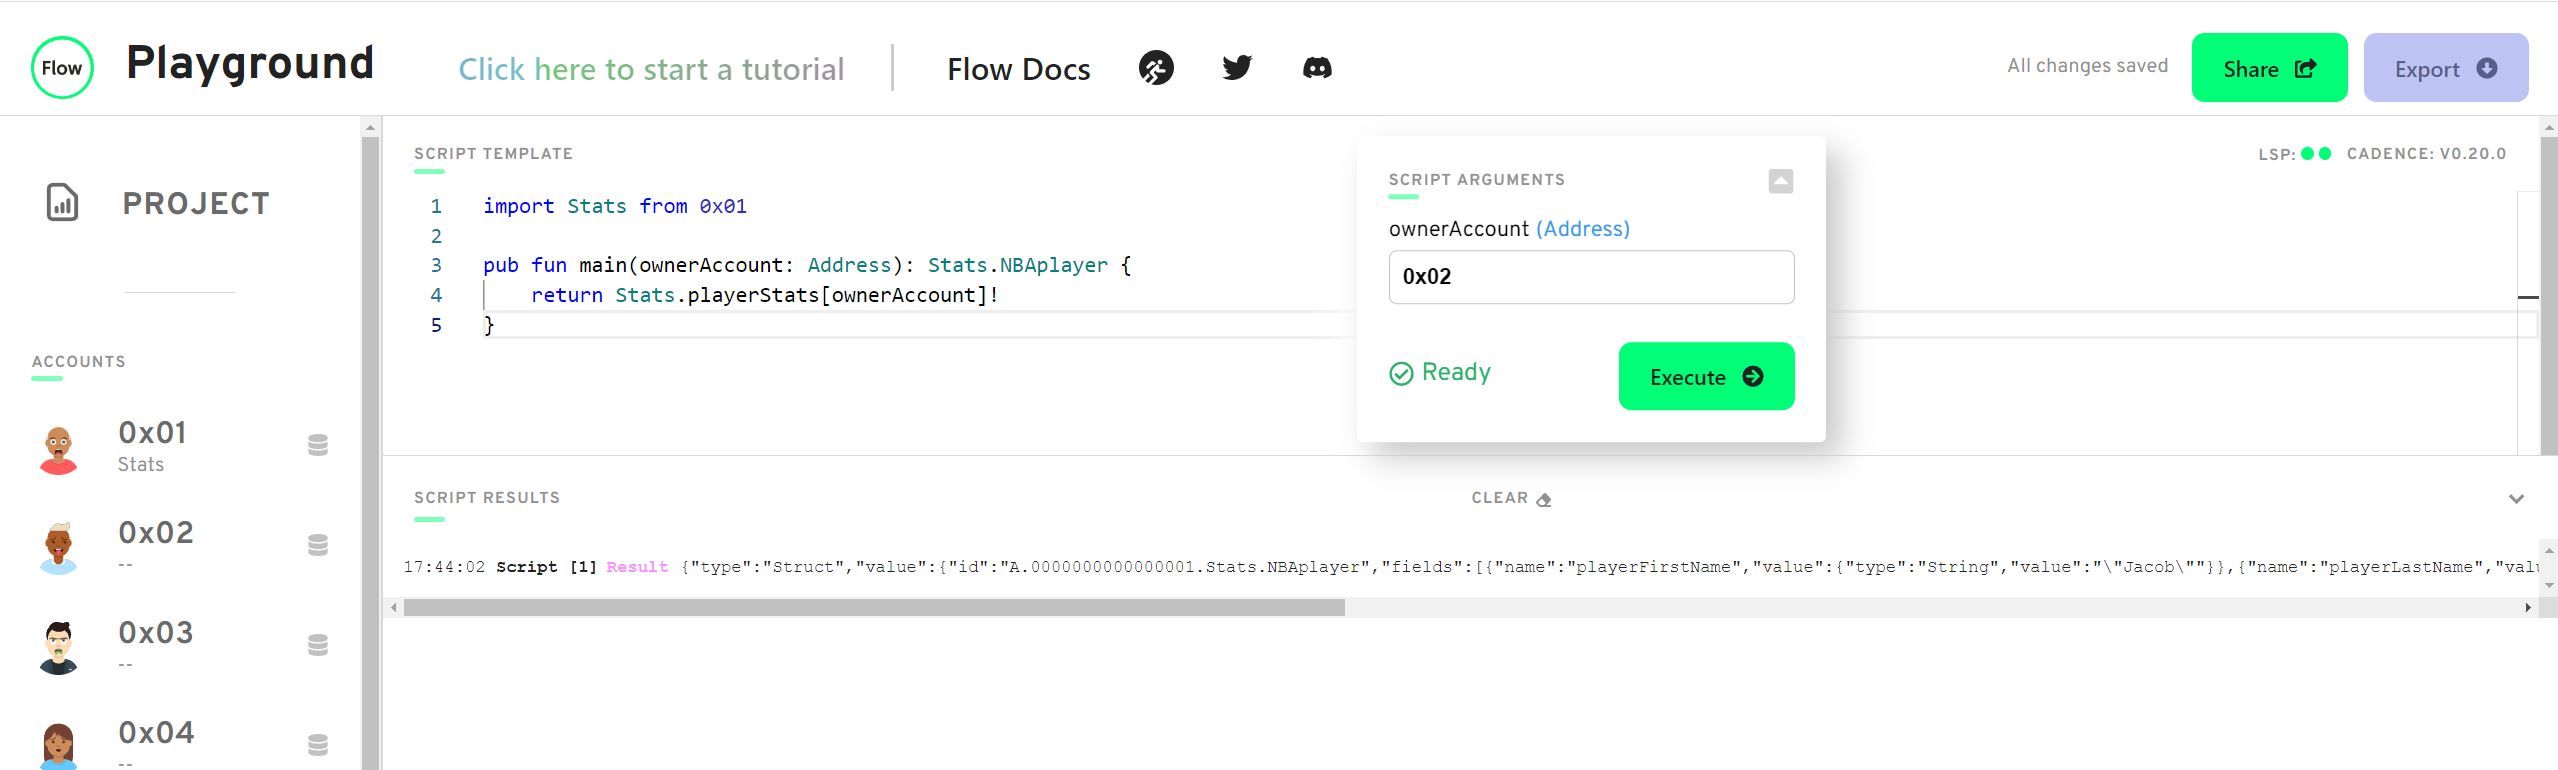 Flow
Playground
Click here to start a tutorial
Flow Docs
All changes saved
Share
Export
PROJECT
ACCOUNTS
0x01
Stats
0x02
--
0x03
--
0x04
--
SCRIPT TEMPLATE
LSP:
CADENCE: V0.20.0
1 import Stats from 0x01
2
3 pub fun main(ownerAccount: Address): Stats.NBAplayer {
4     return Stats.playerStats[ownerAccount]!
5 }
SCRIPT ARGUMENTS
ownerAccount (Address)
0x02
Ready
Execute
SCRIPT RESULTS
CLEAR
17:44:02 Script [1] Result {"type":"Struct","value":{"id":"A.0000000000000001.Stats.NBAplayer","fields":[{"name":"playerFirstName","value":{"type":"String","value":"\"Jacob\""}},{"name":"playerLastName","valu